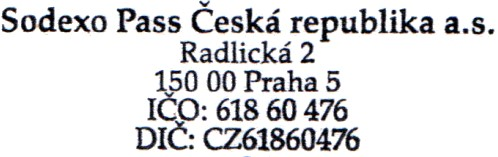 Sodexo Pass Česká republika a.s.
Radlická 2
150 00 Praha 5
IČO: 618 60 476
DIČ: CZ61860476